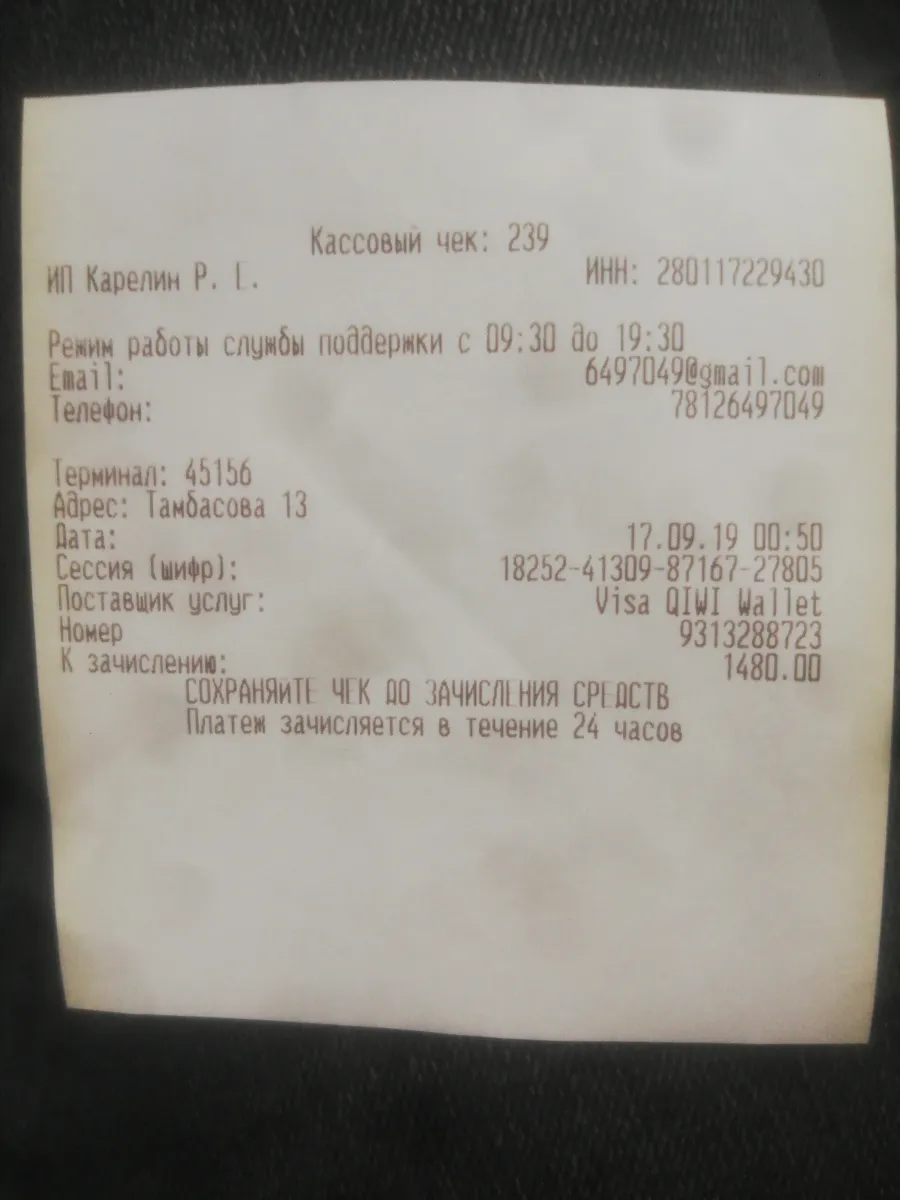 Кассовый чек: 239
ИП Карелин Р. Г. ИНН: 280117229430
Режим работы службы поддержки с 09:30 до 19:30
Email: 6497049@gmail.com
Телефон: 78126497049
Терминал: 45156
Адрес: Тамбасова 13
Дата: 17.09.19 00:50
Сессия (шифр): 18252-41309-87167-27805
Поставщик услуг: Visa QIWI Wallet
Номер 9313288723
К зачислению: 1480.00
СОХРАНЯЙТЕ ЧЕК ДО ЗАЧИСЛЕНИЯ СРЕДСТВ
Платеж зачисляется в течение 24 часов